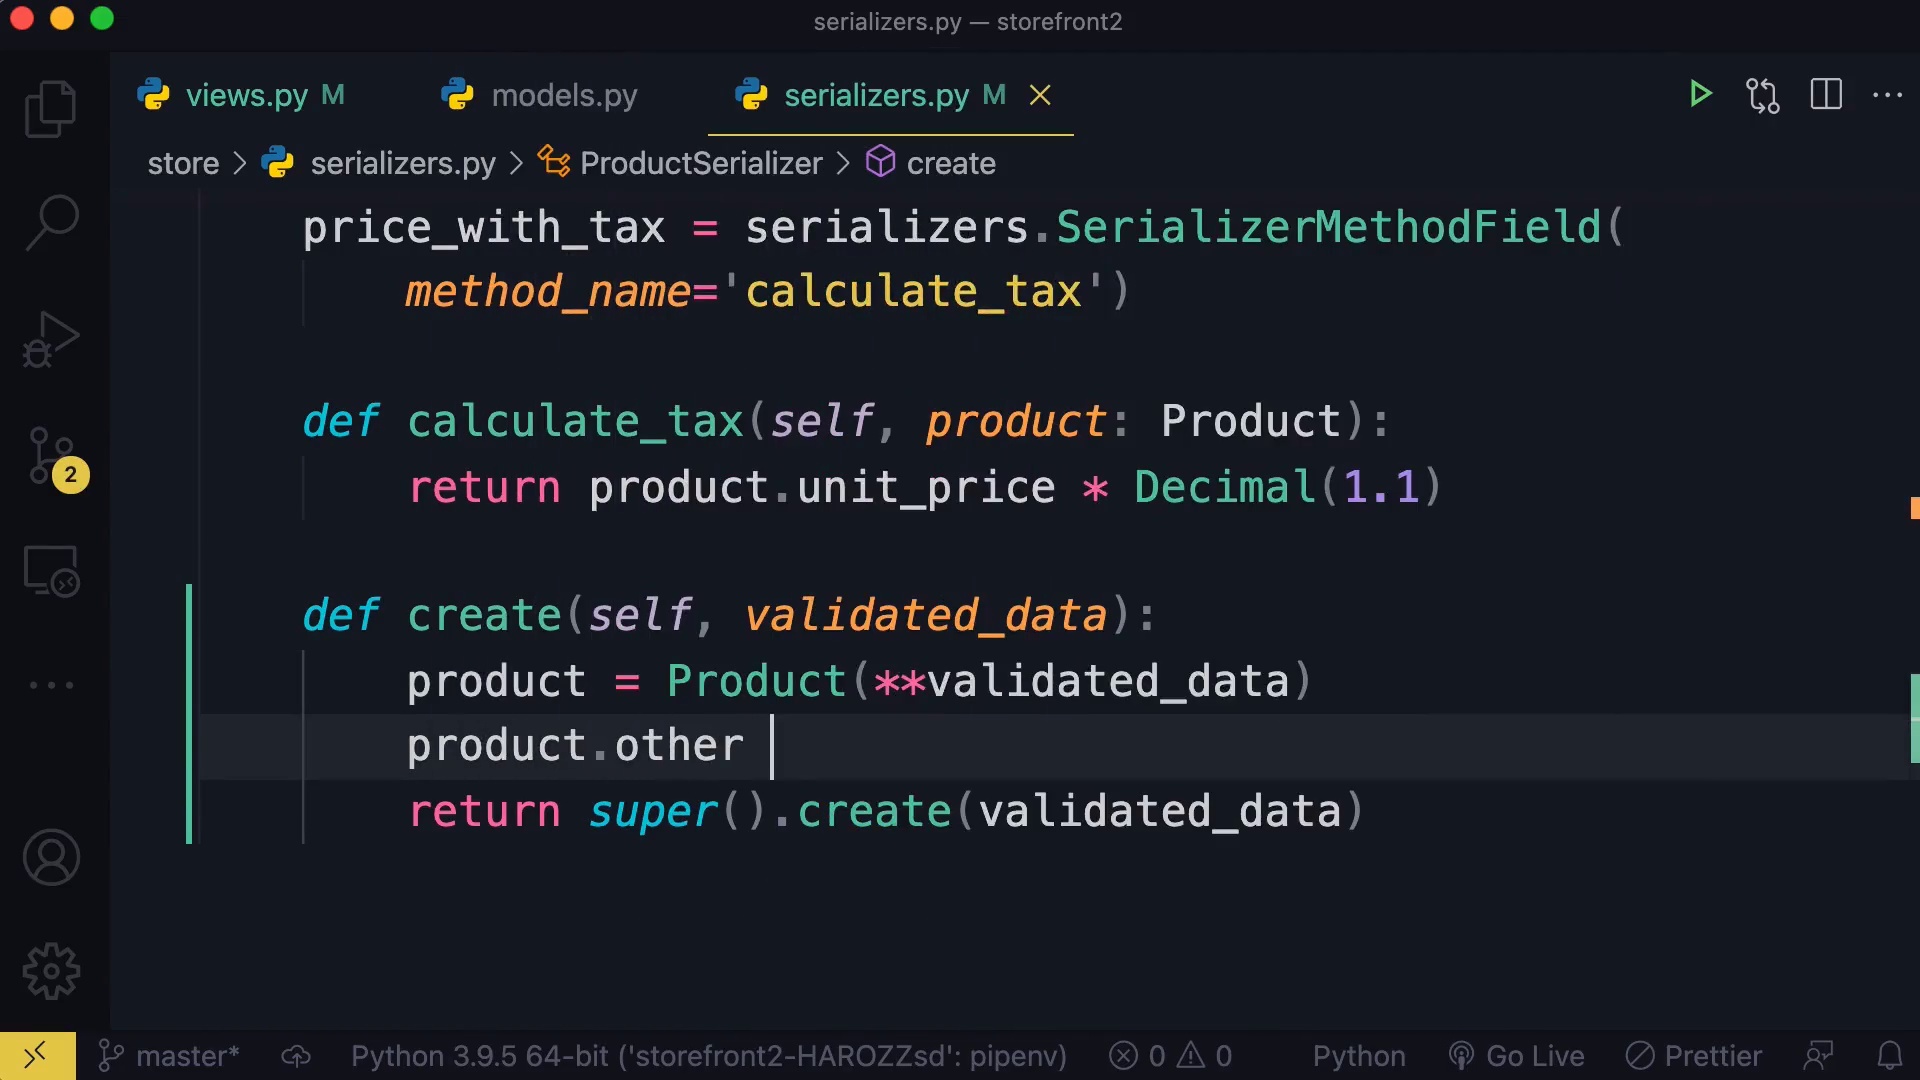 serializers.py — storefront2
views.py M models.py serializers.py M
store > serializers.py > ProductSerializer > create
price_with_tax = serializers.SerializerMethodField(
method_name='calculate_tax')
def calculate_tax(self, product: Product):
return product.unit_price * Decimal(1.1)
def create(self, validated_data):
product = Product(**validated_data)
product.other
return super().create(validated_data)
2
master* Python 3.9.5 64-bit ('storefront2-HAROZZsd': pipenv) 0 0 Python Go Live Prettier